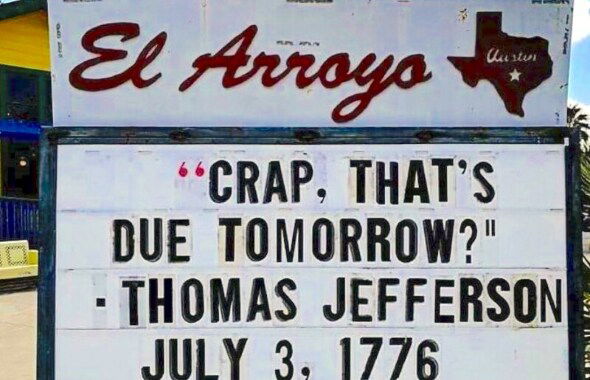 El Arroyo
Austin
“CRAP, THAT'S
DUE TOMORROW?"
- THOMAS JEFFERSON
JULY 3, 1776